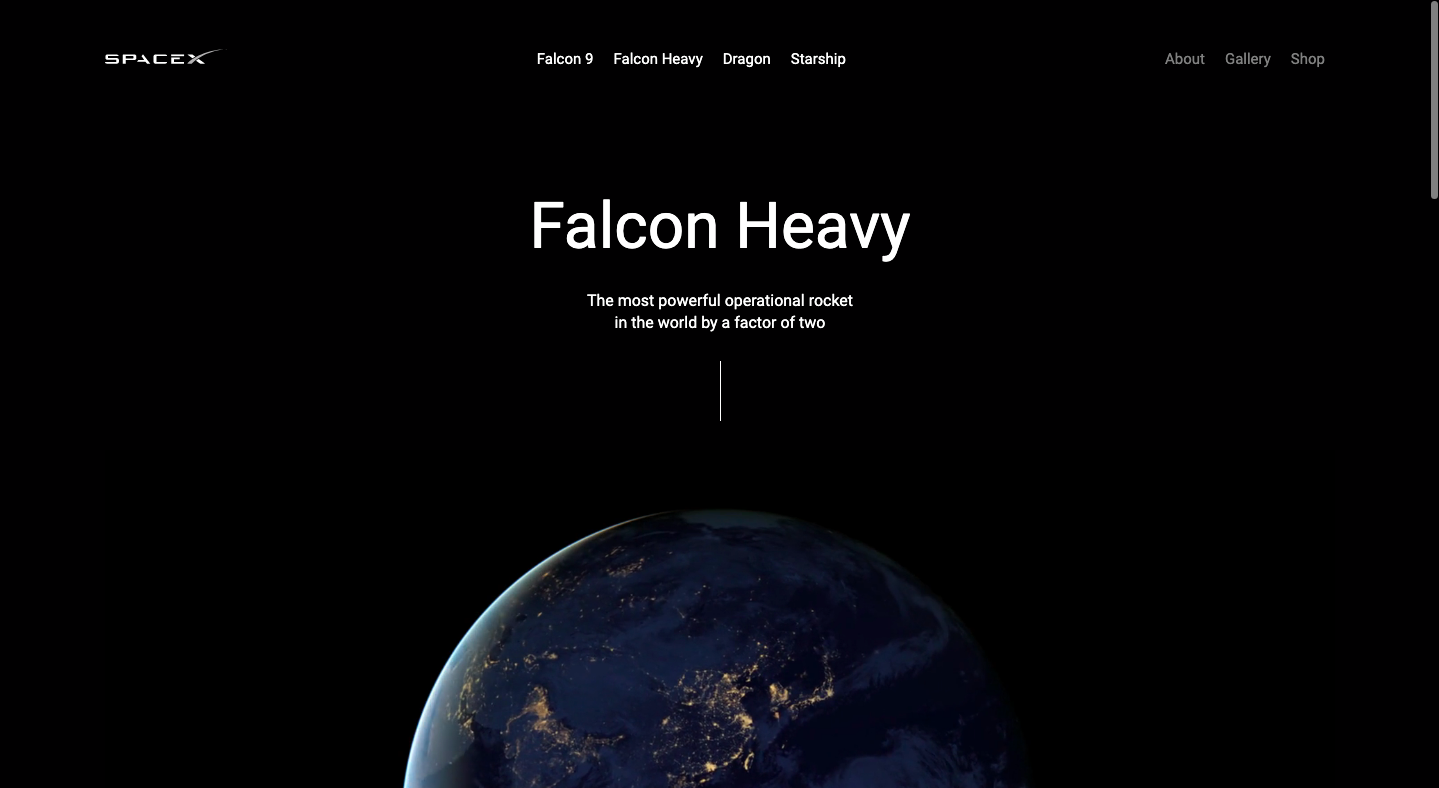 SPACEX
Falcon 9 Falcon Heavy Dragon Starship
About Gallery Shop
Falcon Heavy
The most powerful operational rocket
in the world by a factor of two